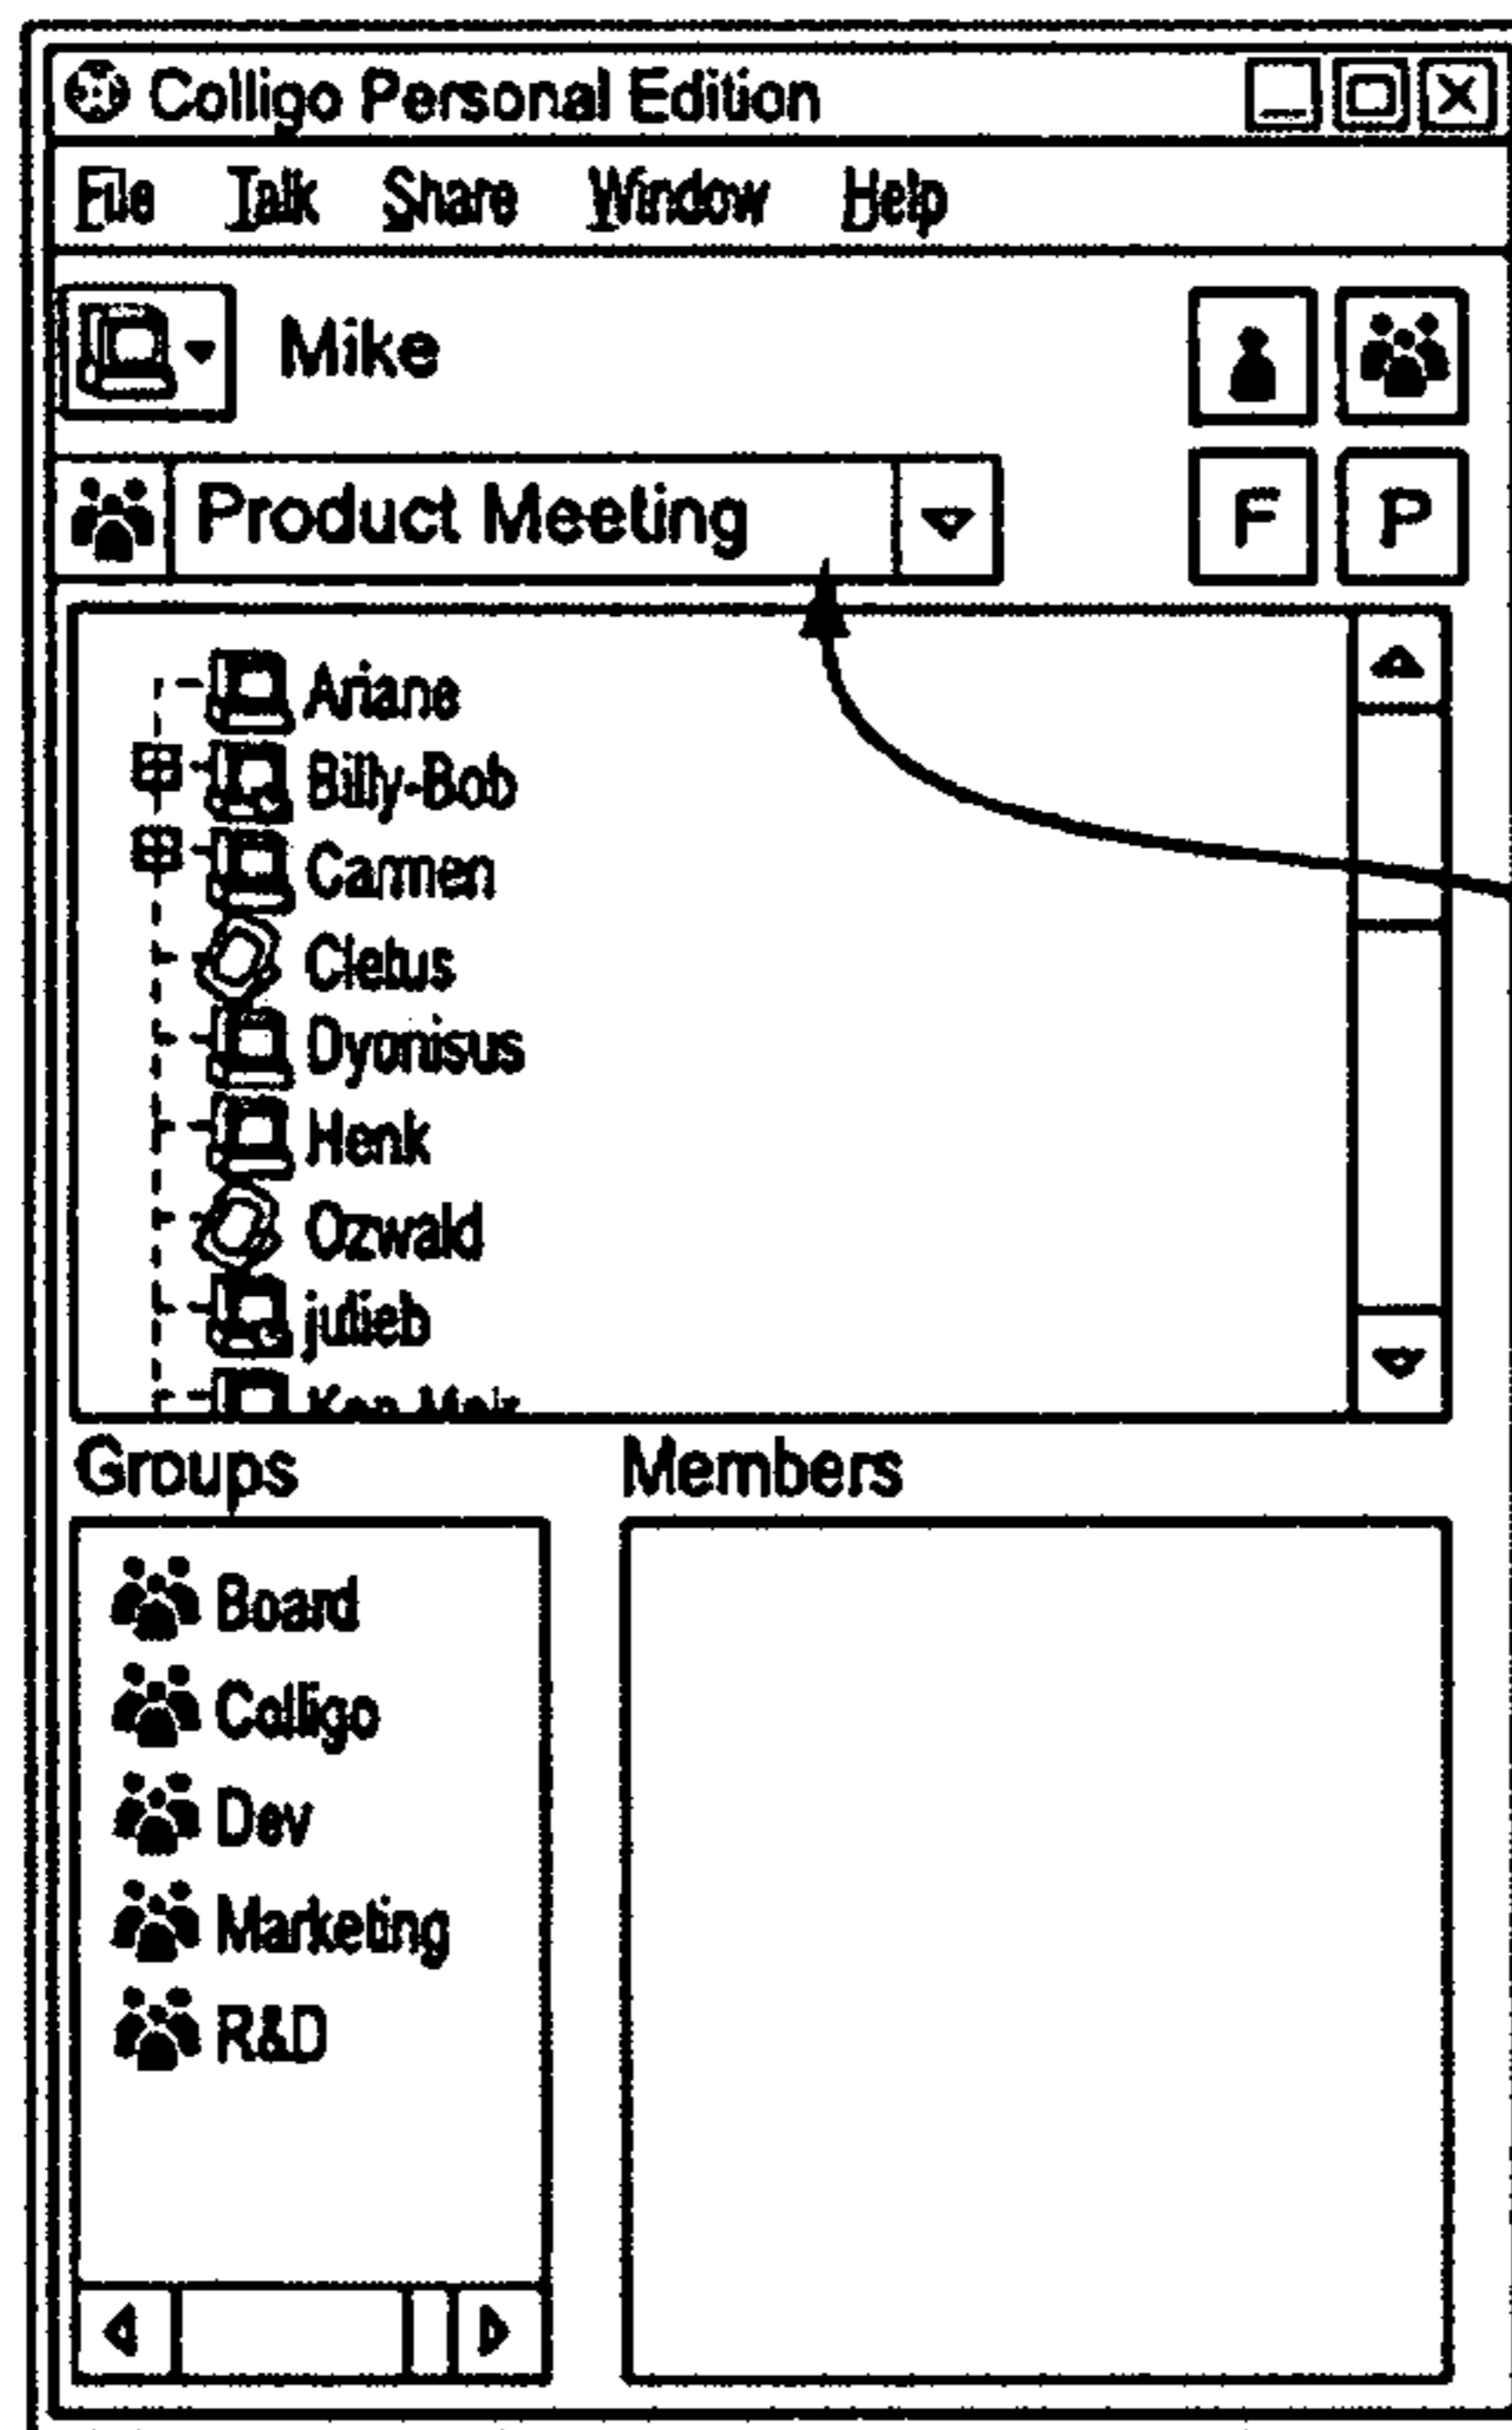 Colligo Personal Edition
File Talk Share Window Help
Mike
Product Meeting
F P
Ariane
Billy-Bob
Carmen
Cletus
Dyonisus
Henk
Ozwald
julieb
Groups Members
Board
Colligo
Dev
Marketing
R&D